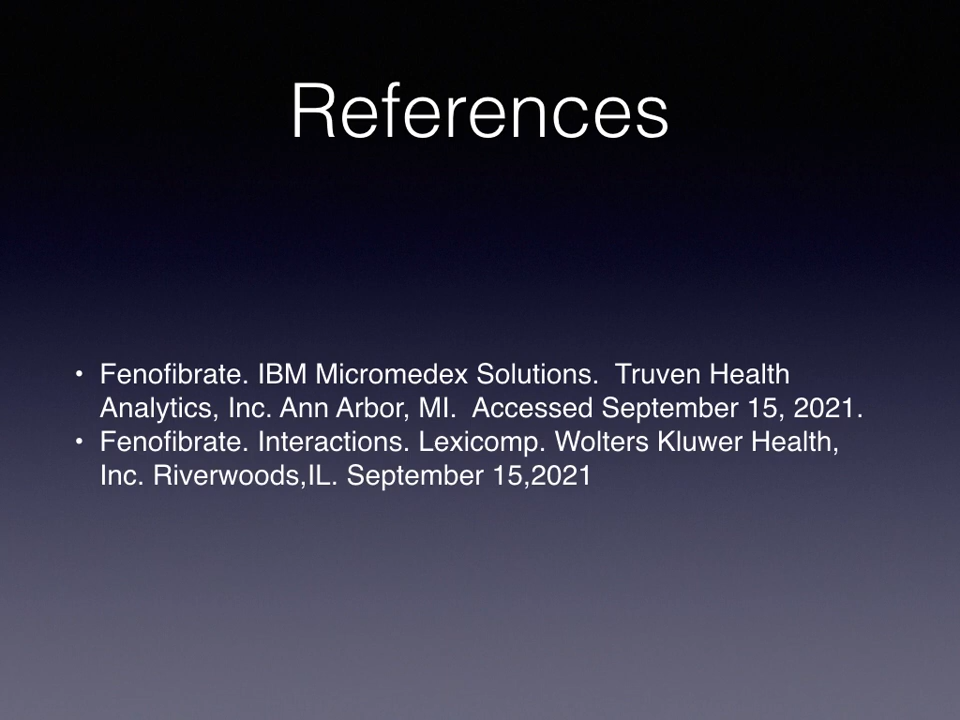 References
• Fenofibrate. IBM Micromedex Solutions.  Truven Health
Analytics, Inc. Ann Arbor, MI.  Accessed September 15, 2021.
• Fenofibrate. Interactions. Lexicomp. Wolters Kluwer Health,
Inc. Riverwoods,IL. September 15,2021